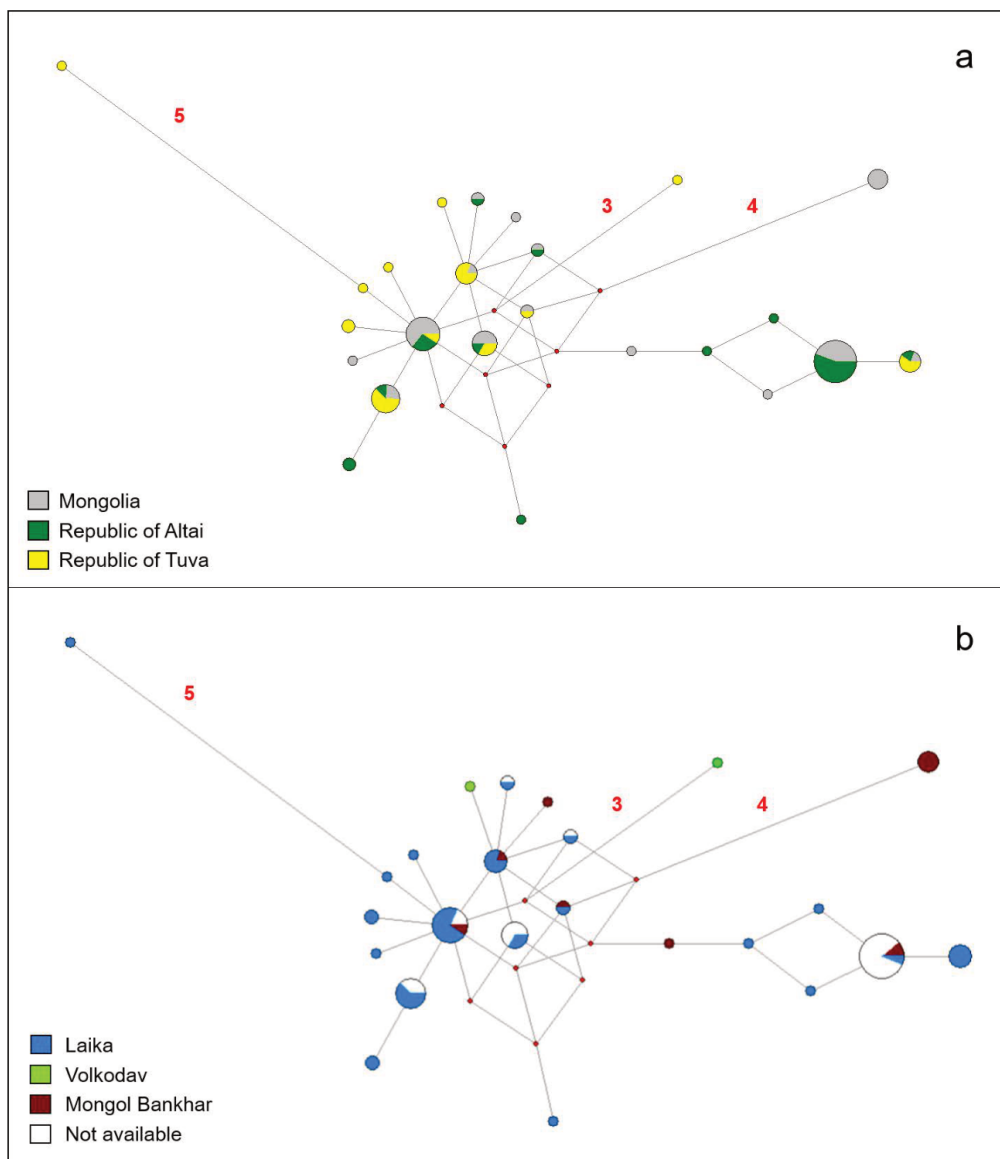 a
5
3
4
Mongolia
Republic of Altai
Republic of Tuva
b
5
3
4
Laika
Volkodav
Mongol Bankhar
Not available